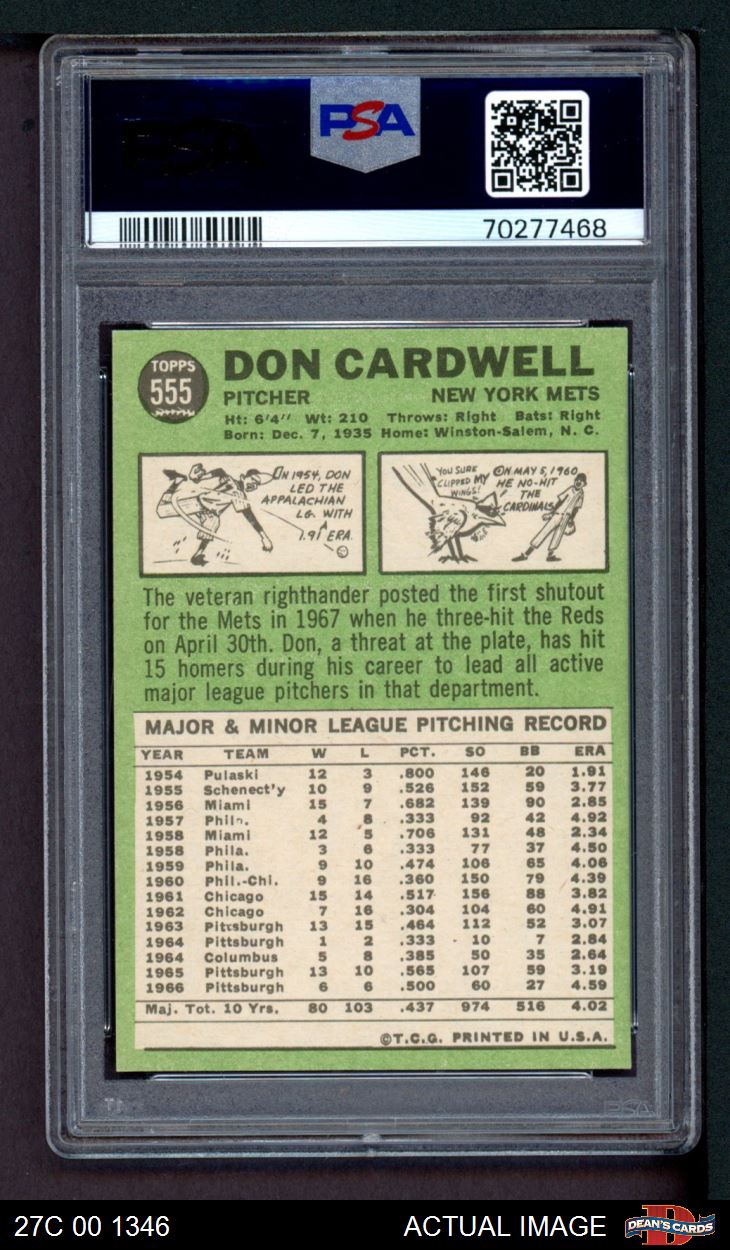 PSA
70277468
TOPPS
555
DON CARDWELL
PITCHER NEW YORK METS
Ht: 6'4" Wt: 210 Throws: Right Bats: Right
Born: Dec. 7, 1935 Home: Winston-Salem, N. C.
IN 1954, DON
LED THE
APPALACHIAN
LG. WITH
1.91 ERA.
YOU SURE
CLIPPED MY
WINGS!
ON MAY 5, 1960
HE NO-HIT
THE
CARDINALS
The veteran righthander posted the first shutout
for the Mets in 1967 when he three-hit the Reds
on April 30th. Don, a threat at the plate, has hit
15 homers during his career to lead all active
major league pitchers in that department.
MAJOR & MINOR LEAGUE PITCHING RECORD
YEAR TEAM W L PCT. SO BB ERA
1954 Pulaski 12 3 .800 146 20 1.91
1955 Schenect'y 10 9 .526 152 59 3.77
1956 Miami 15 7 .682 139 90 2.85
1957 Phila. 4 8 .333 92 42 4.92
1958 Miami 12 5 .706 131 48 2.34
1958 Phila. 3 6 .333 77 37 4.50
1959 Phila. 9 10 .474 106 65 4.06
1960 Phil.-Chi. 9 16 .360 150 79 4.39
1961 Chicago 15 14 .517 156 88 3.82
1962 Chicago 7 16 .304 104 60 4.91
1963 Pittsburgh 13 15 .464 112 52 3.07
1964 Pittsburgh 1 2 .333 10 7 2.84
1964 Columbus 5 8 .385 50 35 2.64
1965 Pittsburgh 13 10 .565 107 59 3.19
1966 Pittsburgh 6 6 .500 60 27 4.59
Maj. Tot. 10 Yrs. 80 103 .437 974 516 4.02
©T.C.G. PRINTED IN U.S.A.
PSA
27C 00 1346 ACTUAL IMAGE DEAN'S CARDS